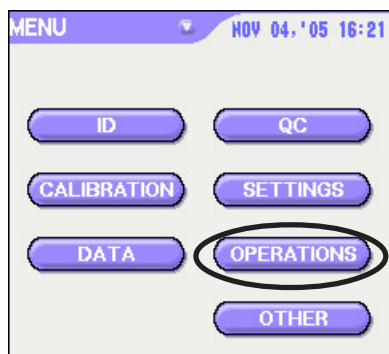 MENU NOV 04,'05 16:21
ID QC
CALIBRATION SETTINGS
DATA OPERATIONS
OTHER